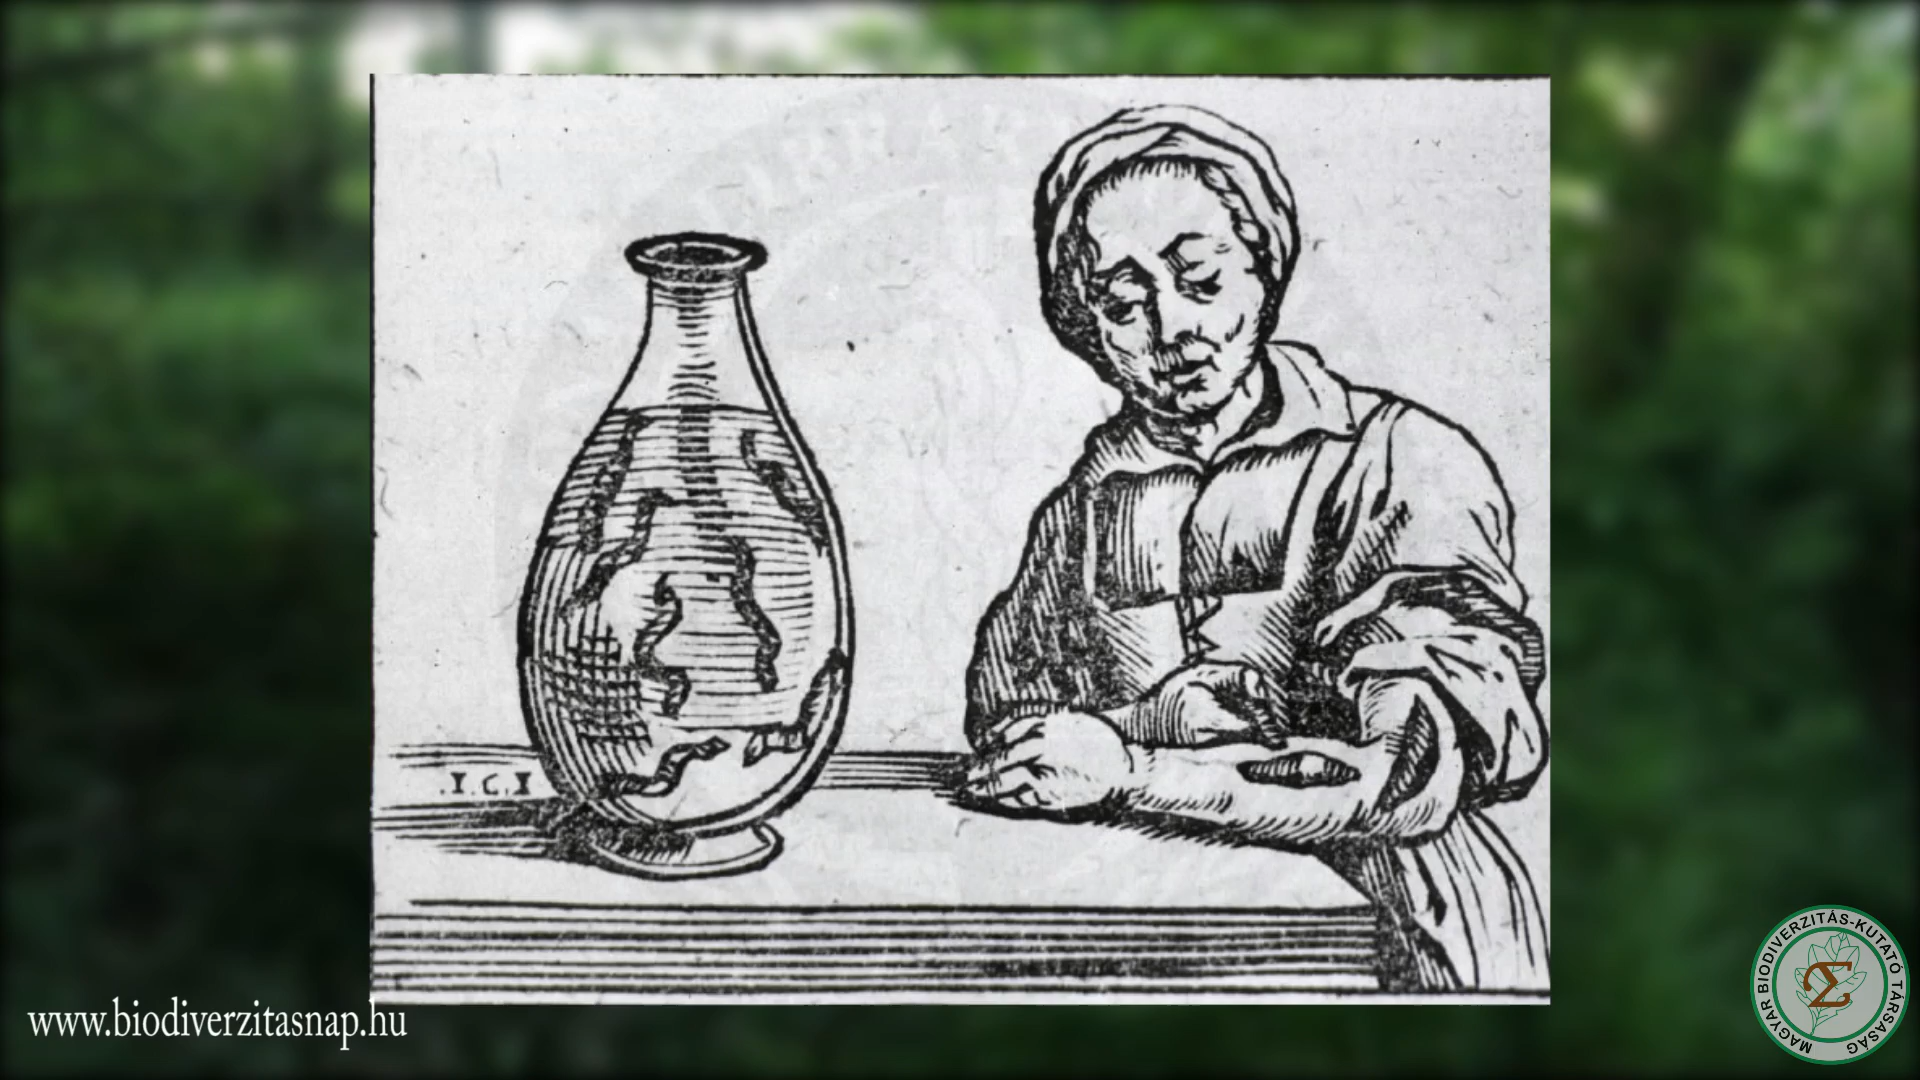 .I.C.I
www.biodiverzitasnap.hu
MAGYAR BIODIVERZITÁS-KUTATÓ TÁRSASÁG
Σ